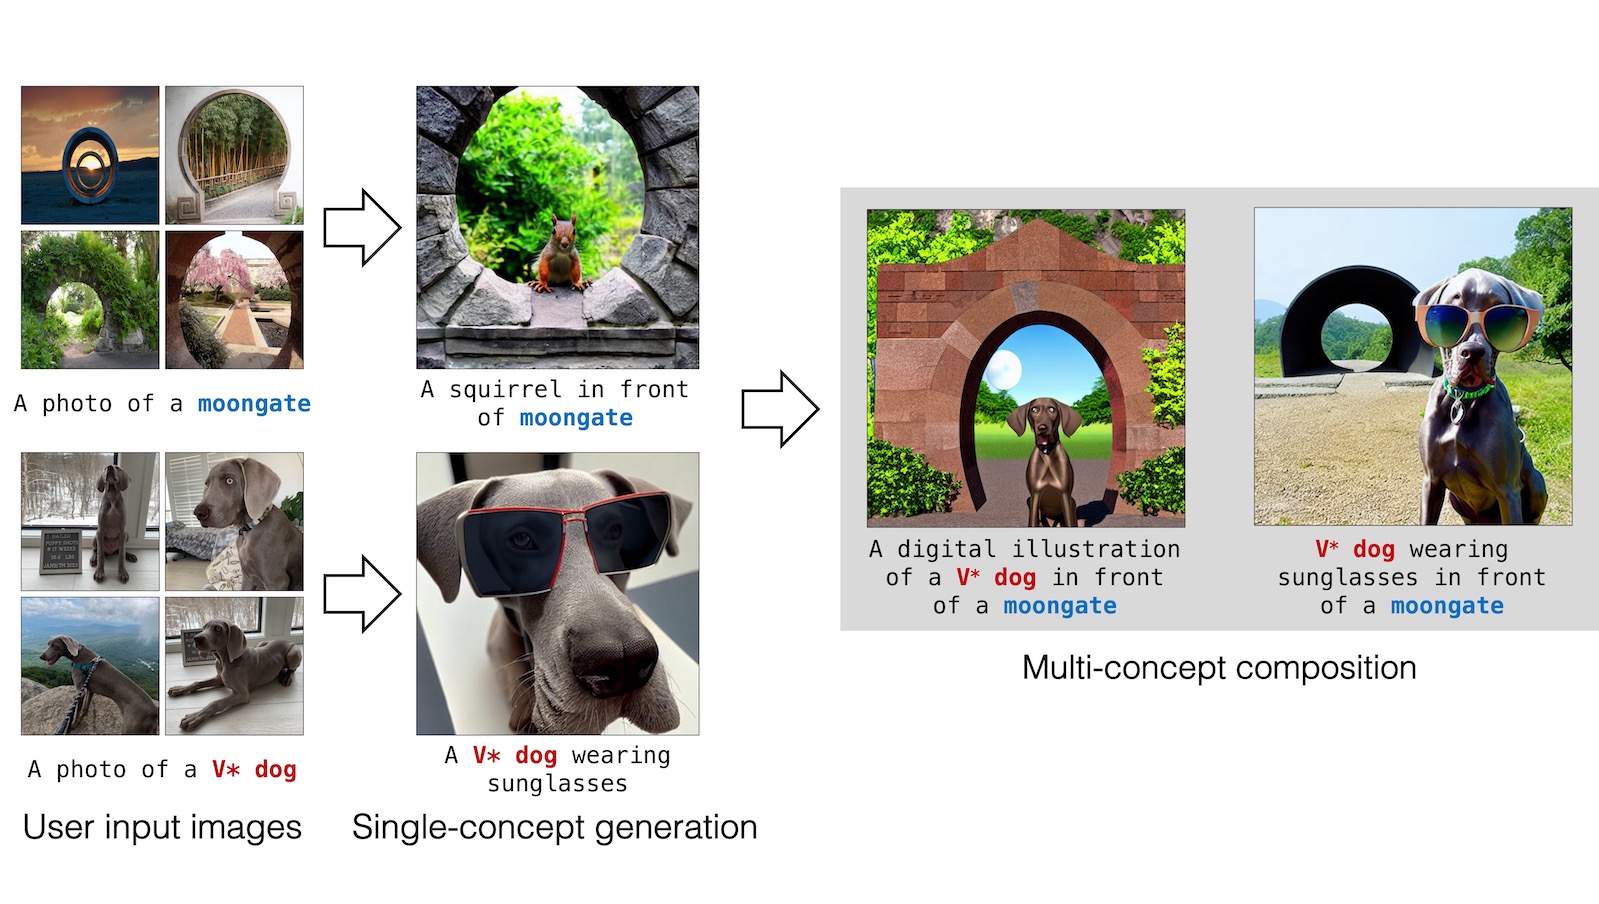 A photo of a moongate
A squirrel in front
of moongate
A photo of a V* dog
A V* dog wearing
sunglasses
User input images
Single-concept generation
A digital illustration
of a V* dog in front
of a moongate
V* dog wearing
sunglasses in front
of a moongate
Multi-concept composition